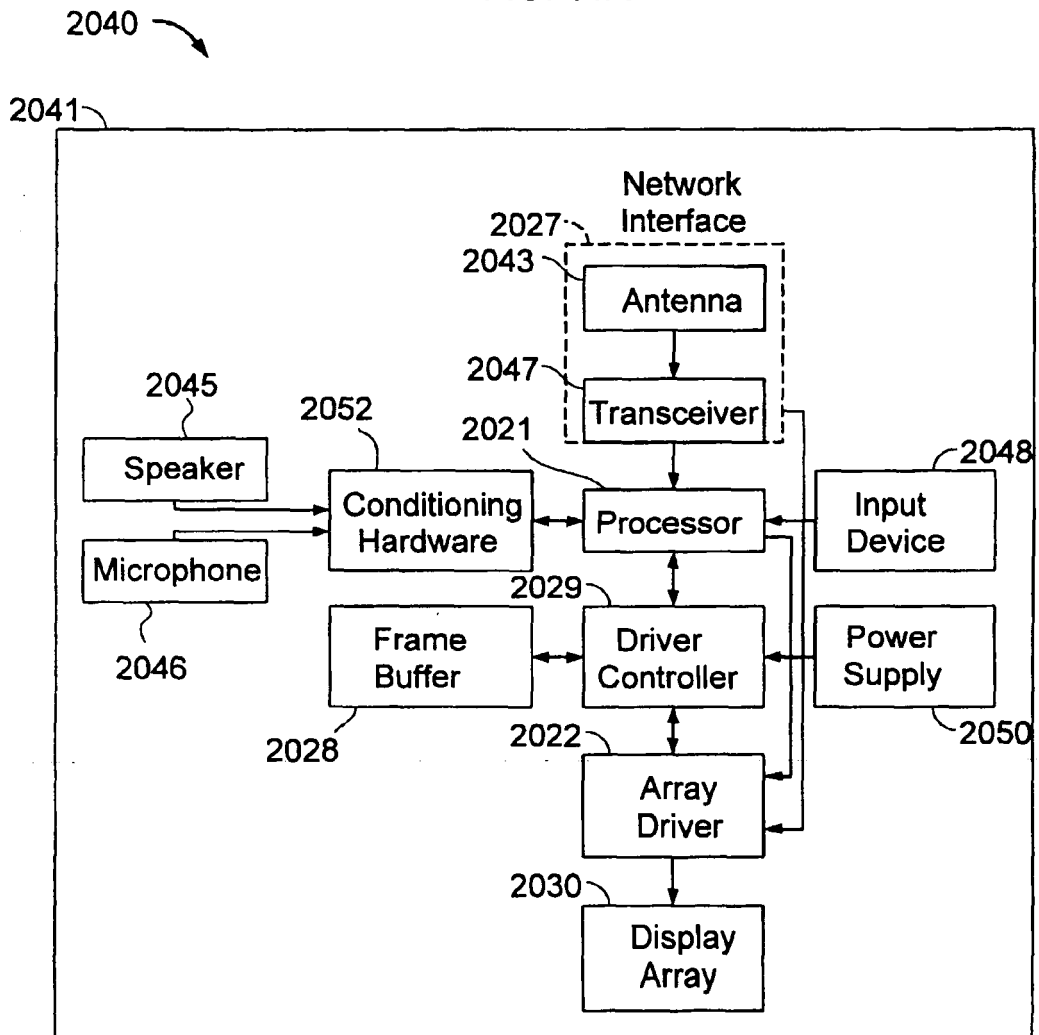 2040
2041
Network
Interface
2027
2043
Antenna
2047
Transceiver
2045
Speaker
2052
Conditioning
Hardware
2021
Processor
2048
Input
Device
Microphone
2046
2029
Driver
Controller
Frame
Buffer
2028
Power
Supply
2050
2022
Array
Driver
2030
Display
Array